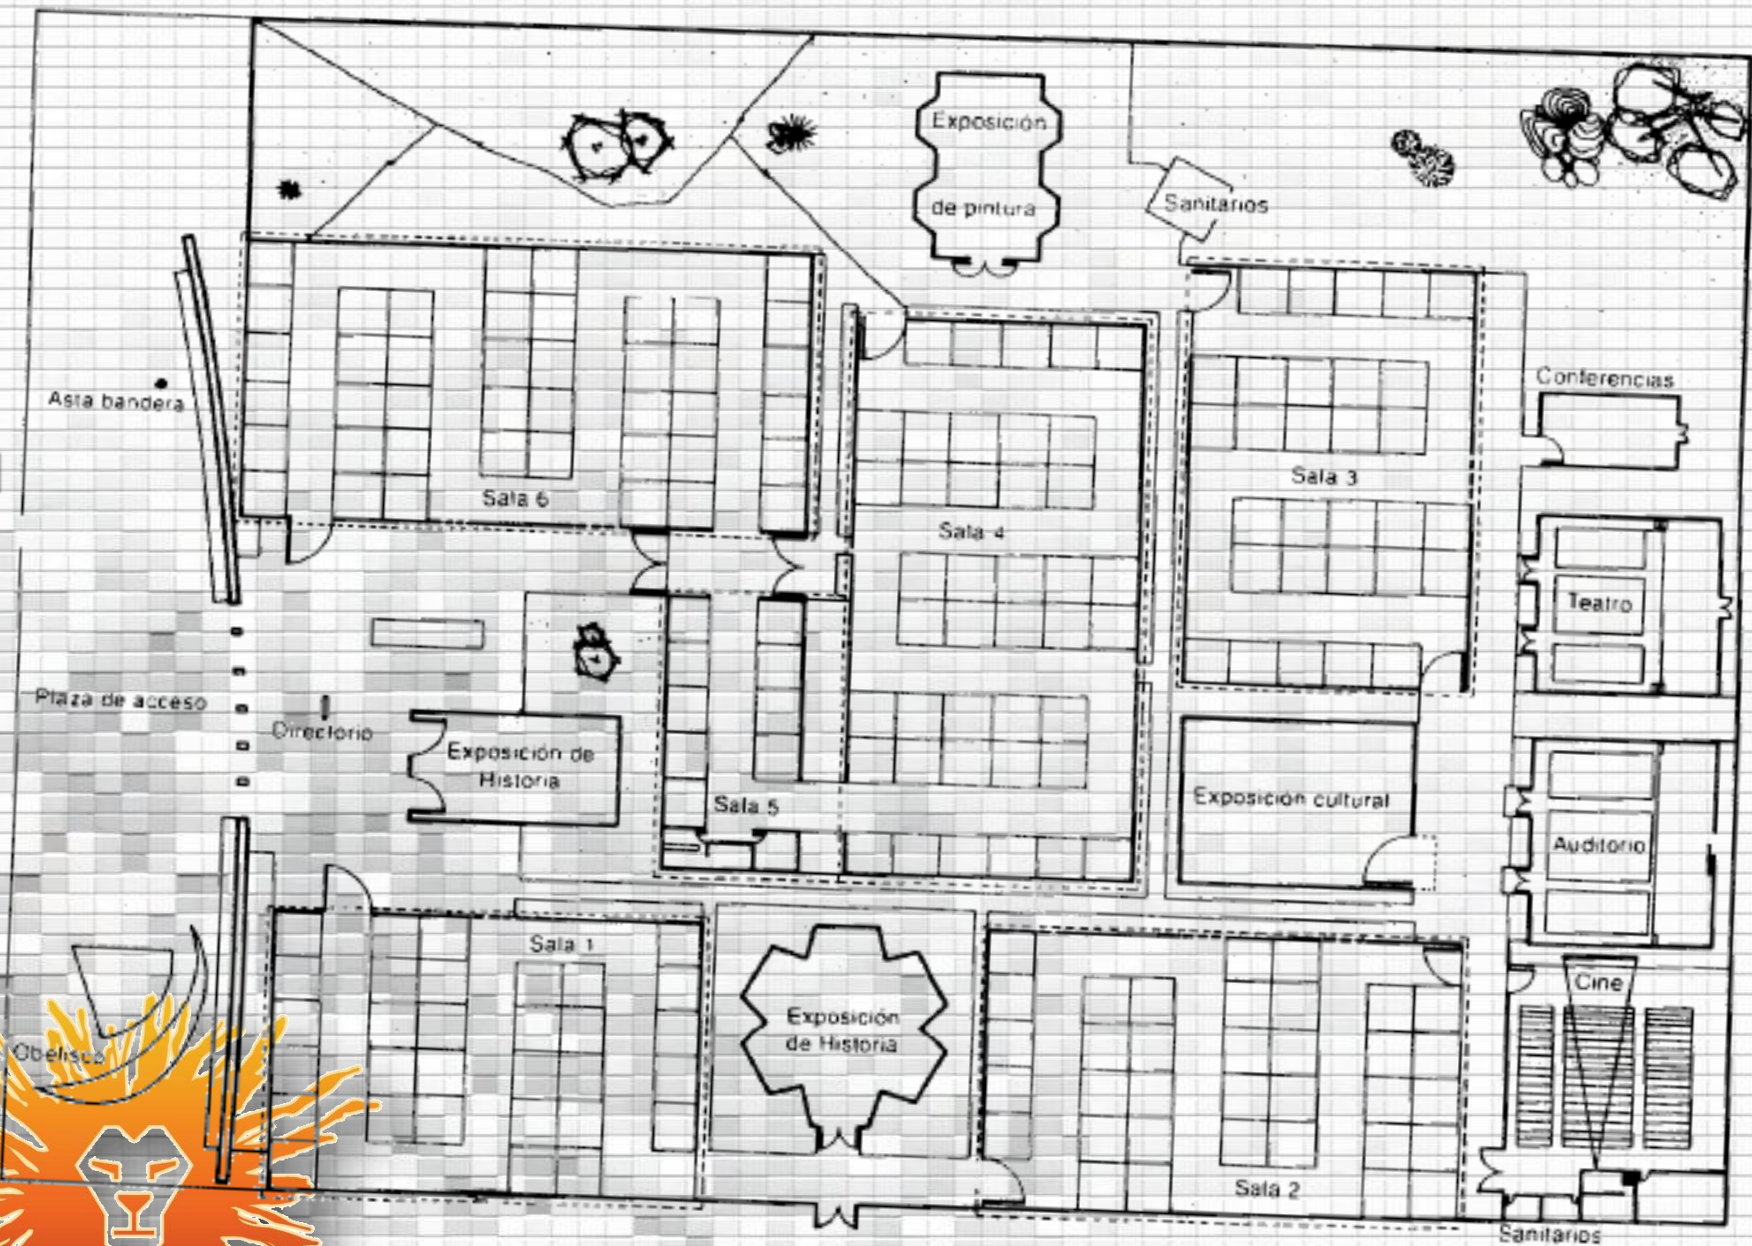 Exposición
de pintura
Sanitarios
Asta bandera
Conferencias
Sala 6
Sala 3
Sala 4
Teatro
Plaza de acceso
Directorio
Exposición de
Historia
Exposición cultural
Sala 5
Auditorio
Sala 1
Cine
Exposición
de Historia
Obelisco
Sala 2
Sanitarios